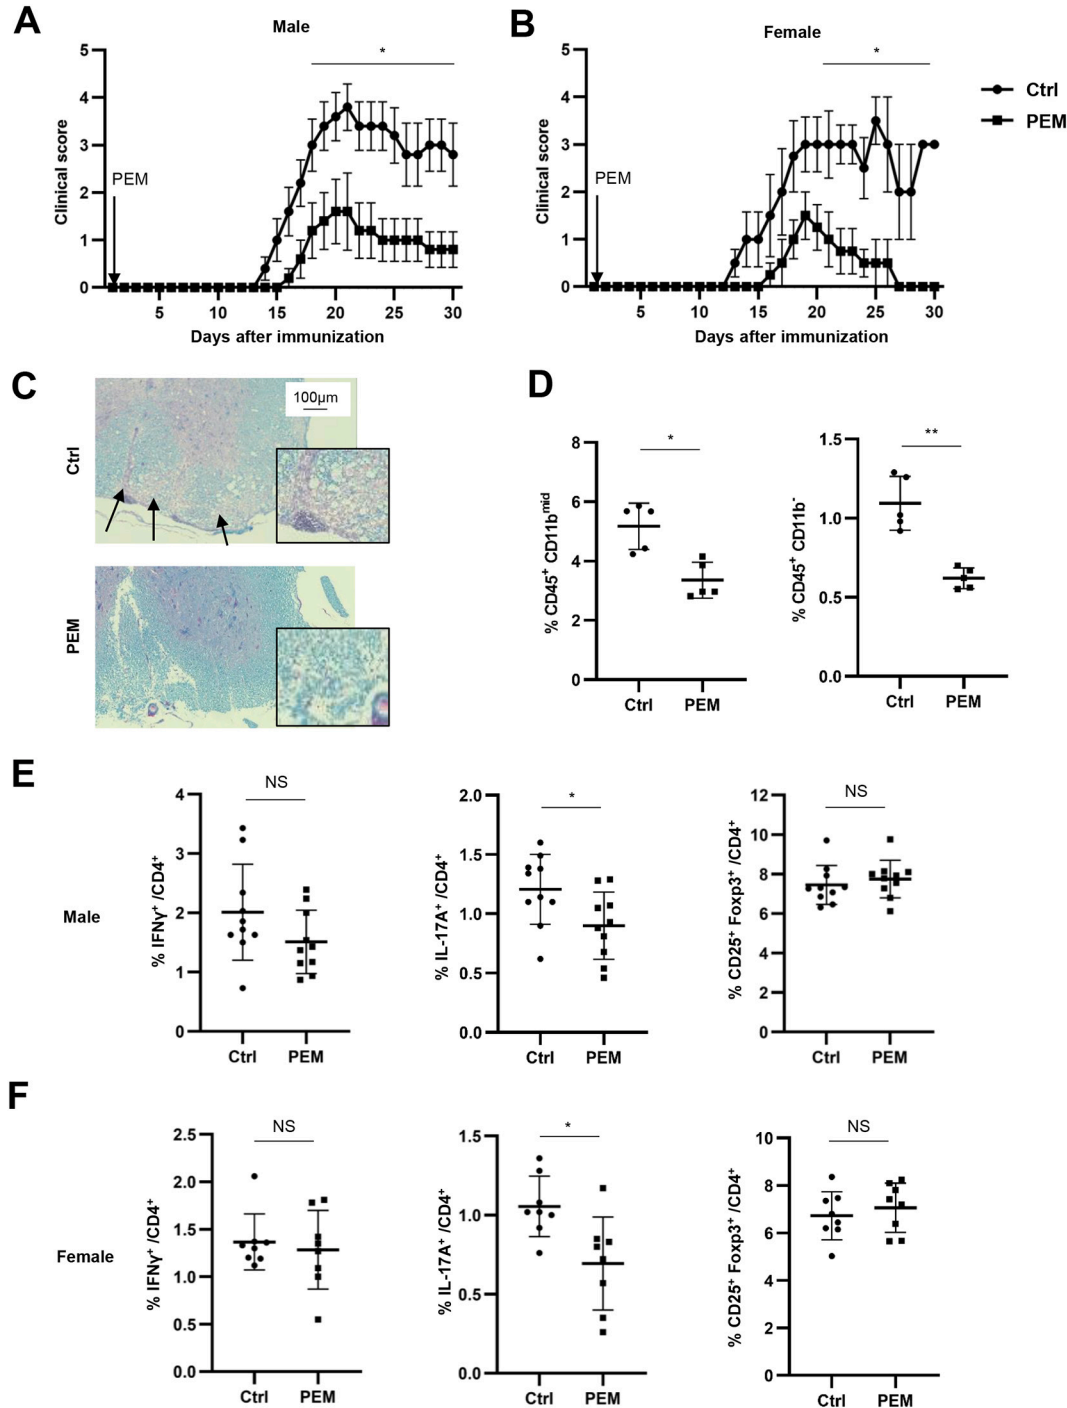 A
Male
5
4
3
2
1
0
Clinical score
PEM
*
5
10
15
20
25
30
Days after immunization
B
Female
5
4
3
2
1
0
Clinical score
PEM
*
5
10
15
20
25
30
Days after immunization
Ctrl
PEM
C
Ctrl
100µm
PEM
D
8
6
4
2
0
% CD45⁺ CD11bᵐⁱᵈ
*
Ctrl
PEM
1.5
1.0
0.5
0.0
% CD45⁺ CD11b⁻
**
Ctrl
PEM
E
Male
4
3
2
1
0
% IFNγ⁺ /CD4⁺
NS
Ctrl
PEM
2.0
1.5
1.0
0.5
0.0
% IL-17A⁺ /CD4⁺
*
Ctrl
PEM
12
10
8
6
4
2
0
% CD25⁺ Foxp3⁺ /CD4⁺
NS
Ctrl
PEM
F
Female
2.5
2.0
1.5
1.0
0.5
0.0
% IFNγ⁺ /CD4⁺
NS
Ctrl
PEM
1.5
1.0
0.5
0.0
% IL-17A⁺ /CD4⁺
*
Ctrl
PEM
10
8
6
4
2
0
% CD25⁺ Foxp3⁺ /CD4⁺
NS
Ctrl
PEM